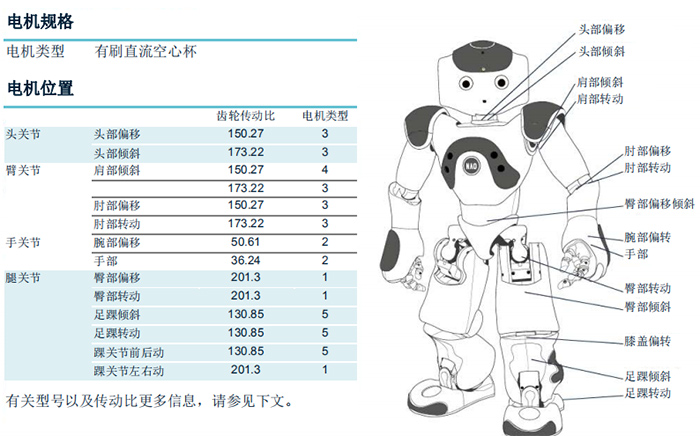 电机规格
电机类型 有刷直流空心杯
电机位置
齿轮传动比 电机类型
头关节 头部偏移 150.27 3
头部倾斜 173.22 3
臂关节 肩部倾斜 150.27 4
173.22 3
肘部偏移 150.27 3
肘部转动 173.22 3
手关节 腕部偏移 50.61 2
手部 36.24 2
腿关节 臀部偏移 201.3 1
臀部转动 201.3 1
足踝倾斜 130.85 5
足踝转动 130.85 5
踝关节前后动 130.85 5
踝关节左右动 201.3 1
有关型号以及传动比更多信息，请参见下文。
头部偏移
头部倾斜
肩部倾斜
肩部转动
肘部偏移
肘部转动
臀部偏移倾斜
腕部偏转
手部
臀部转动
臀部倾斜
膝盖偏转
足踝倾斜
足踝转动
NAO